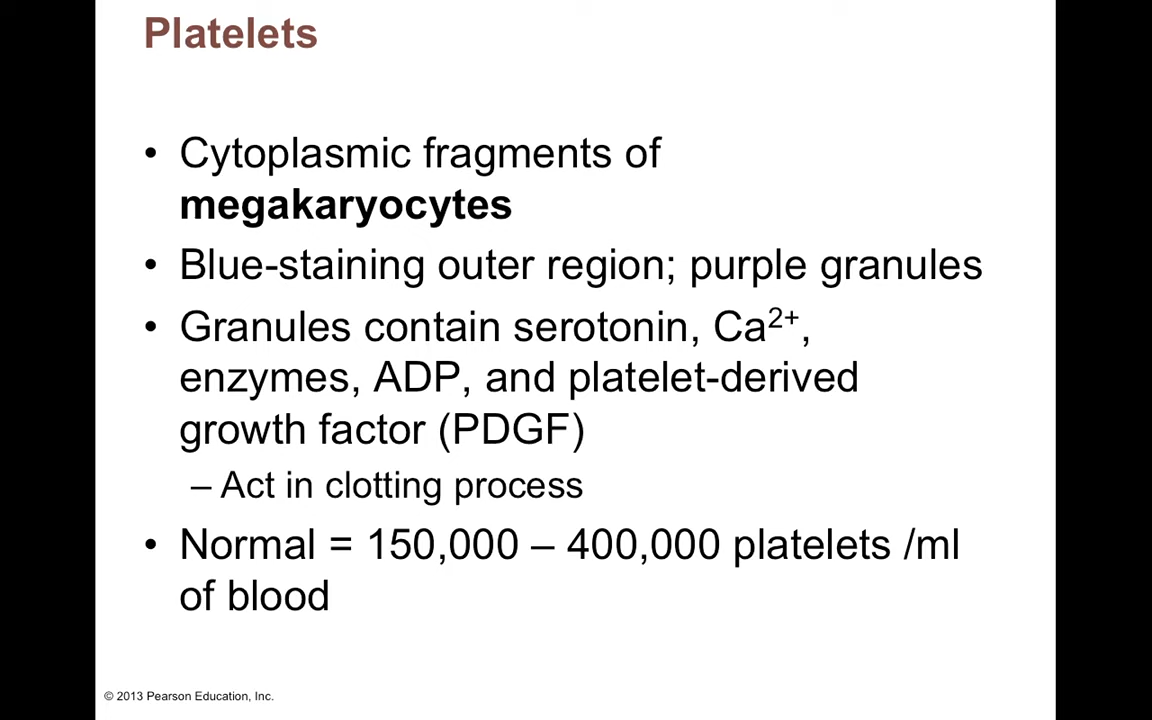 Platelets
• Cytoplasmic fragments of
megakaryocytes
• Blue-staining outer region; purple granules
• Granules contain serotonin, Ca²⁺,
enzymes, ADP, and platelet-derived
growth factor (PDGF)
– Act in clotting process
• Normal = 150,000 – 400,000 platelets /ml
of blood
© 2013 Pearson Education, Inc.